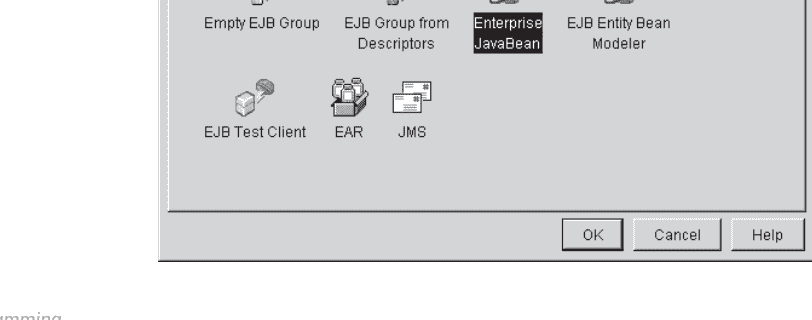 Empty EJB Group EJB Group from Enterprise EJB Entity Bean
Descriptors JavaBean Modeler
EJB Test Client EAR JMS
OK Cancel Help